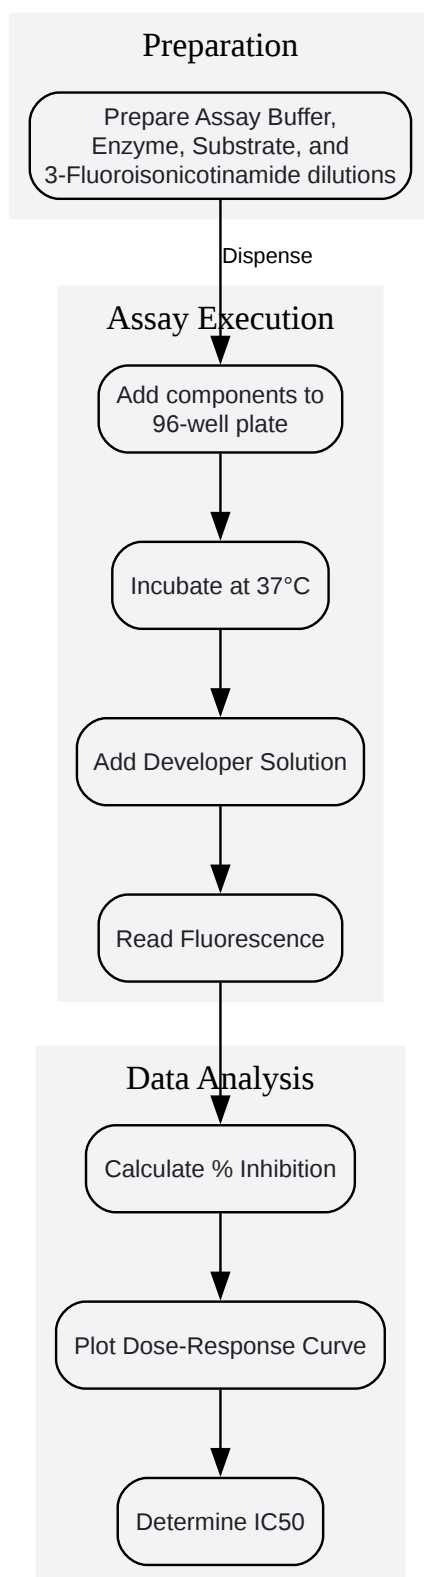 Preparation
Prepare Assay Buffer,
Enzyme, Substrate, and
3-Fluoroisonicotinamide dilutions
Dispense
Assay Execution
Add components to
96-well plate
Incubate at 37°C
Add Developer Solution
Read Fluorescence
Data Analysis
Calculate % Inhibition
Plot Dose-Response Curve
Determine IC50